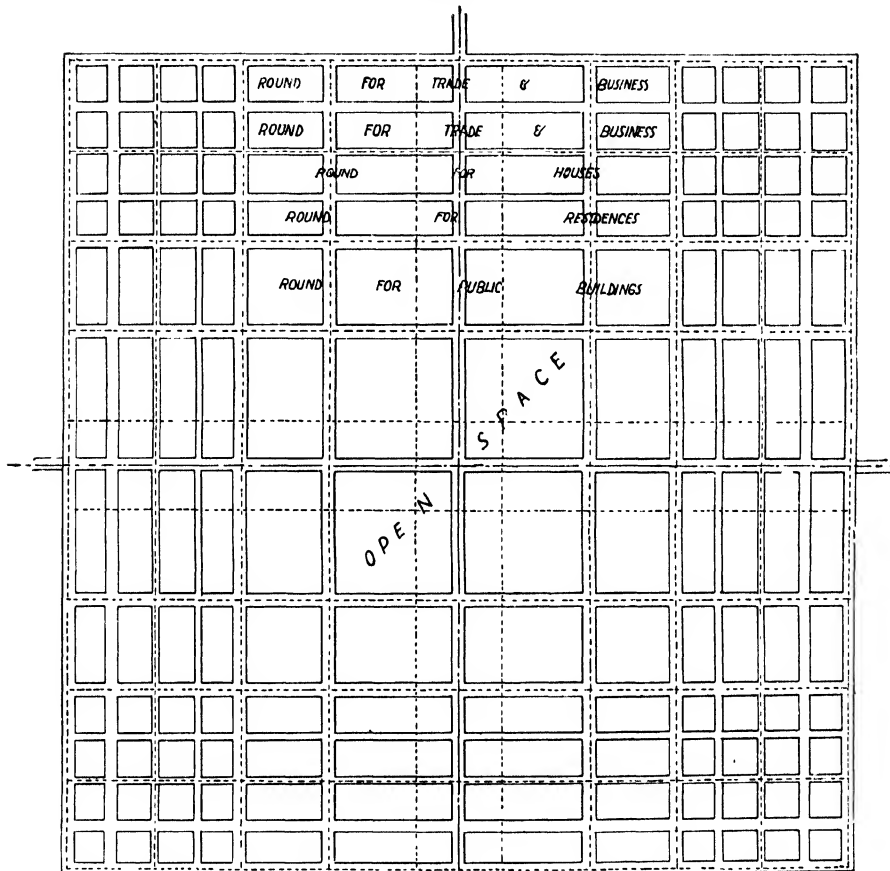 ROUND FOR TRADE & BUSINESS
ROUND FOR TRADE & BUSINESS
ROUND FOR HOUSES
ROUND FOR RESIDENCES
ROUND FOR PUBLIC BUILDINGS
OPEN SPACE